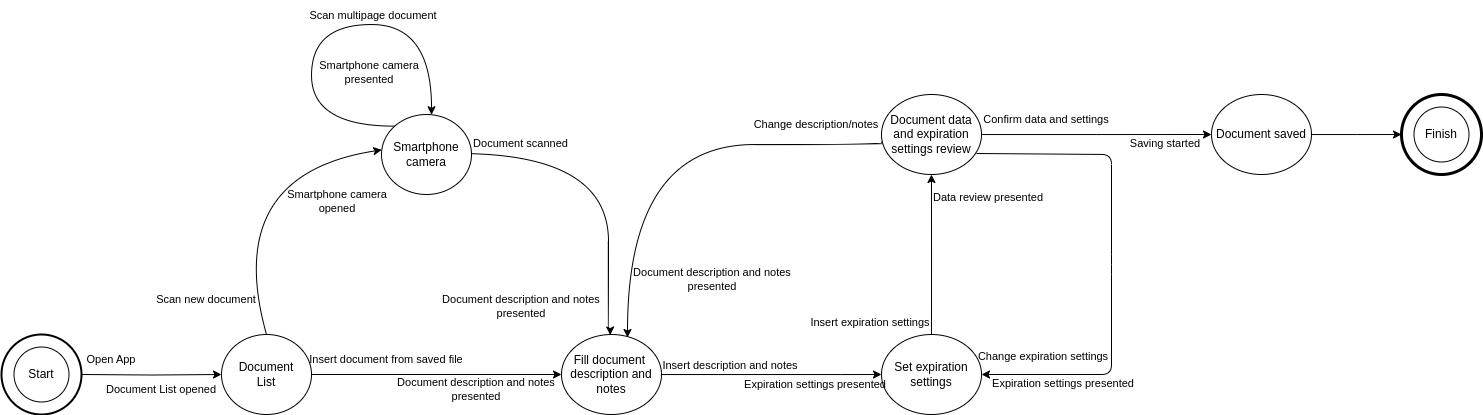 Scan multipage document
Smartphone camera
presented
Smartphone
camera
Document scanned
Smartphone camera
opened
Change description/notes
Document data
and expiration
settings review
Confirm data and settings
Saving started
Document saved
Finish
Data review presented
Scan new document
Document description and notes
presented
Document description and notes
presented
Insert expiration settings
Start
Open App
Document List opened
Document
List
Insert document from saved file
Document description and notes
presented
Fill document
description and
notes
Insert description and notes
Expiration settings presented
Set expiration
settings
Change expiration settings
Expiration settings presented